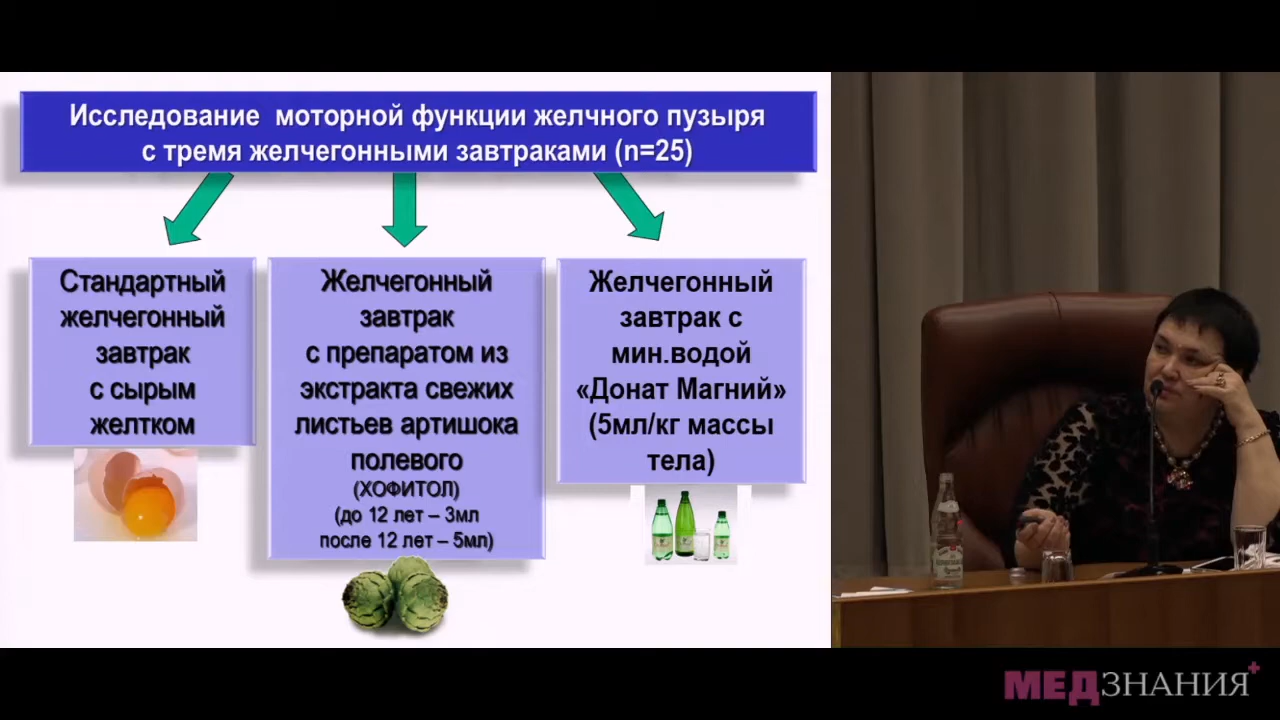 Исследование моторной функции желчного пузыря
с тремя желчегонными завтраками (n=25)
Стандартный
желчегонный
завтрак
с сырым
желтком
Желчегонный
завтрак
с препаратом из
экстракта свежих
листьев артишока
полевого
(ХОФИТОЛ)
(до 12 лет – 3мл
после 12 лет – 5мл)
Желчегонный
завтрак с
мин.водой
«Донат Магний»
(5мл/кг массы
тела)
МЕДЗНАНИЯ+